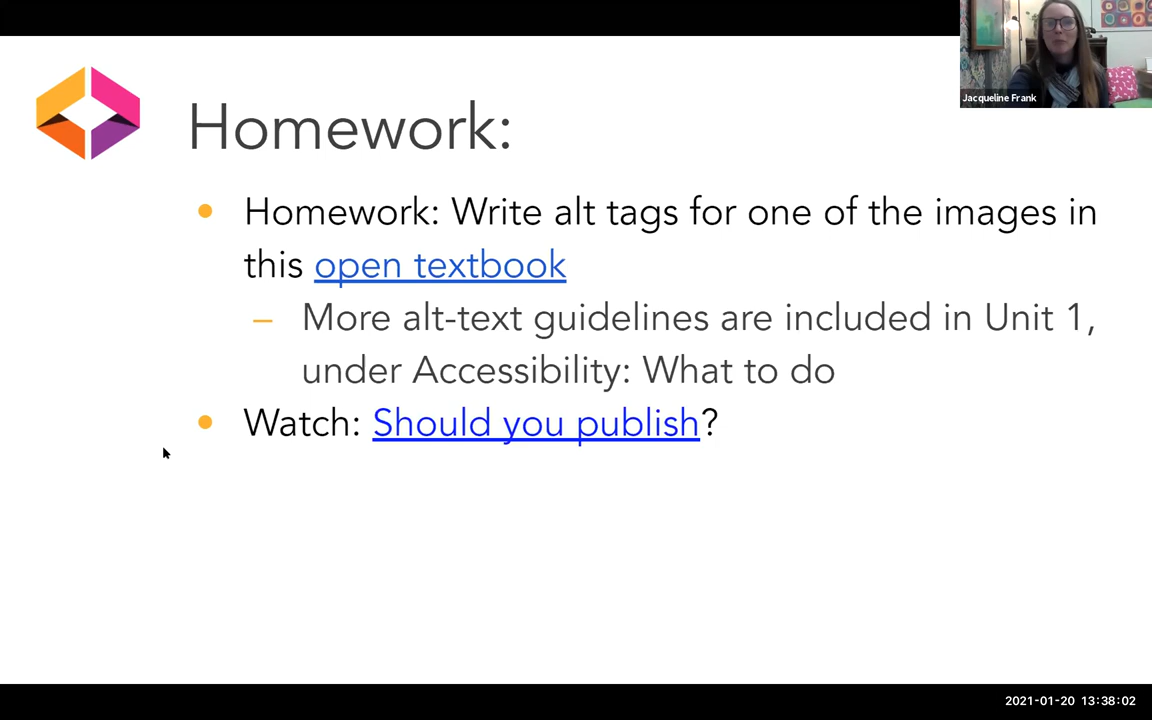 Jacqueline Frank
Homework:
Homework: Write alt tags for one of the images in
this open textbook
– More alt-text guidelines are included in Unit 1,
under Accessibility: What to do
Watch: Should you publish?
2021-01-20 13:38:02